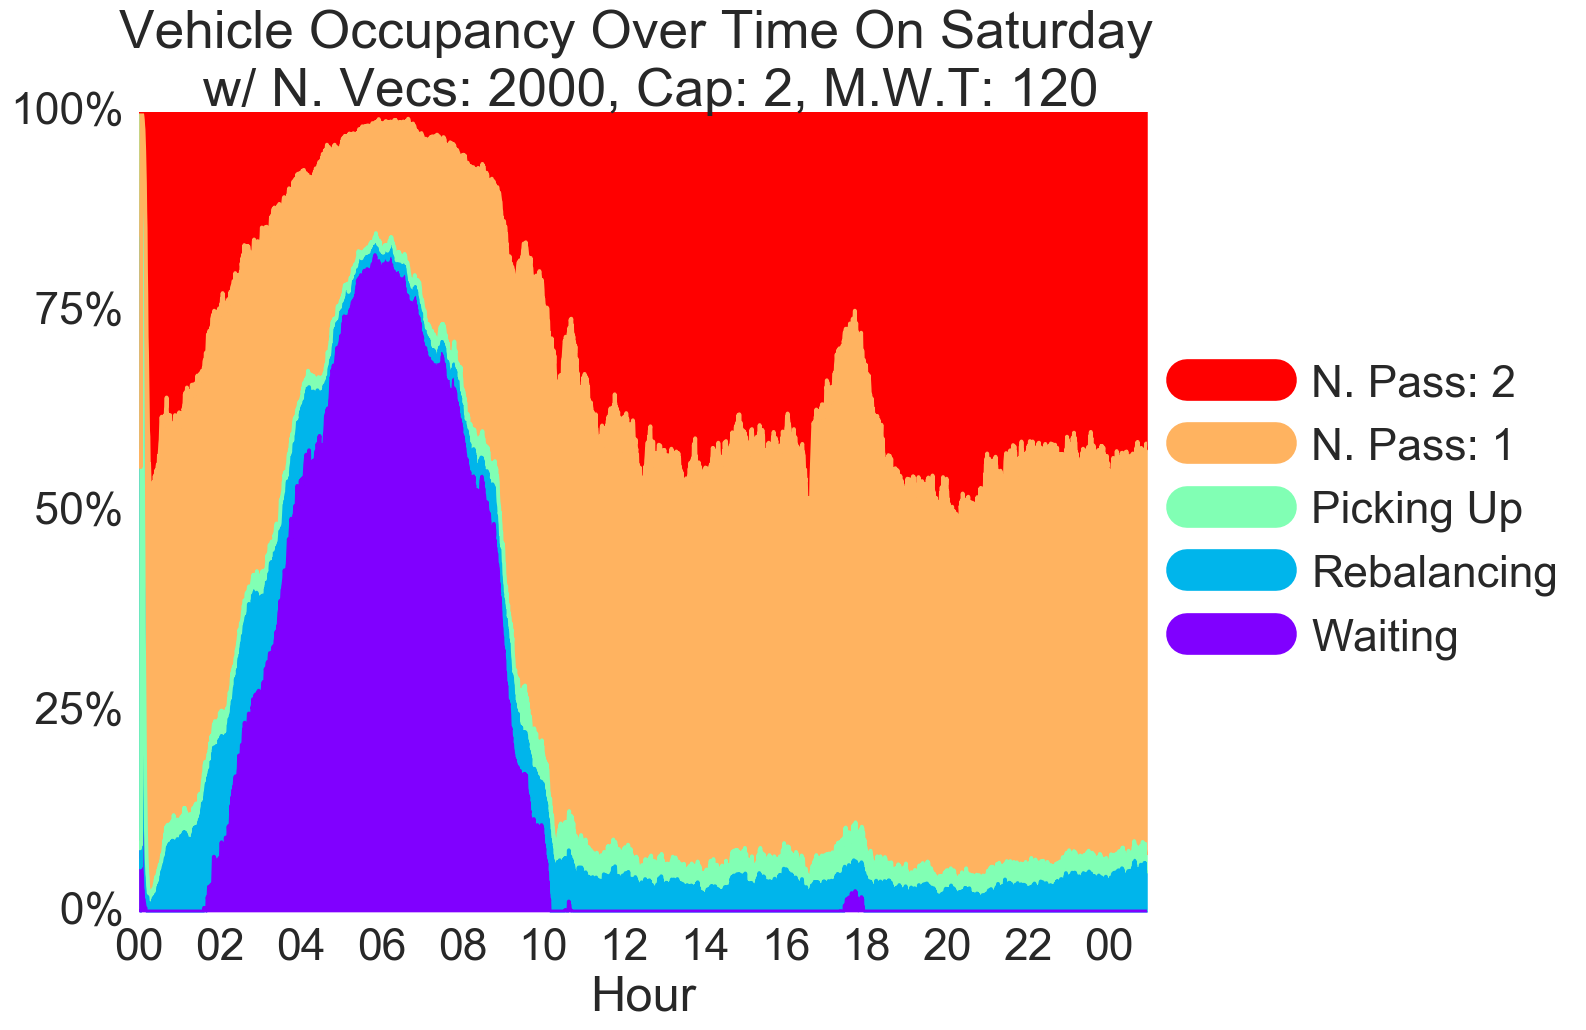 Vehicle Occupancy Over Time On Saturday
w/ N. Vecs: 2000, Cap: 2, M.W.T: 120
100%
75%
50%
25%
0%
00 02 04 06 08 10 12 14 16 18 20 22 00
Hour
N. Pass: 2
N. Pass: 1
Picking Up
Rebalancing
Waiting